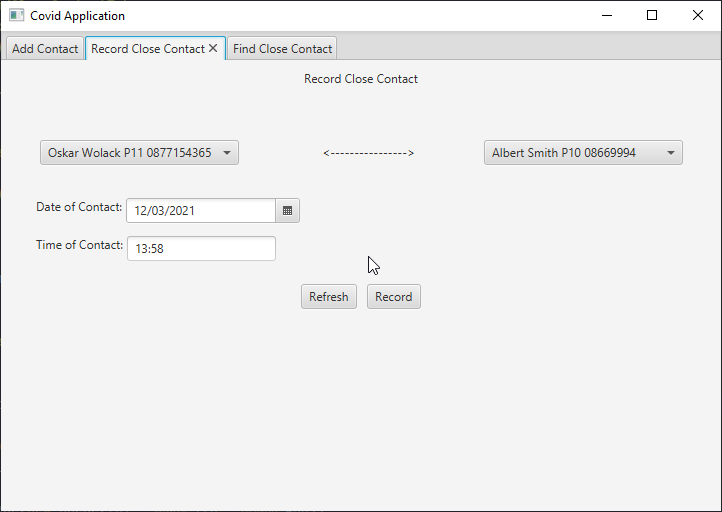 Covid Application
Add Contact Record Close Contact Find Close Contact
Record Close Contact
Oskar Wolack P11 0877154365 <----------------> Albert Smith P10 08669994
Date of Contact: 12/03/2021
Time of Contact: 13:58
Refresh Record